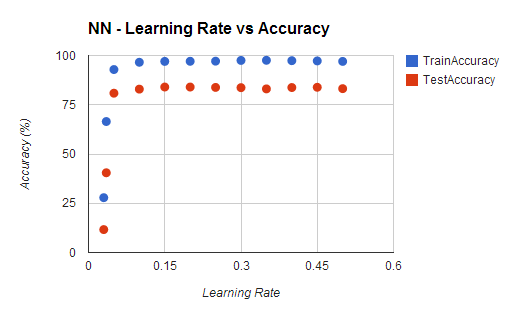 NN - Learning Rate vs Accuracy
100
75
50
25
0
Accuracy (%)
0 0.15 0.3 0.45 0.6
Learning Rate
TrainAccuracy
TestAccuracy